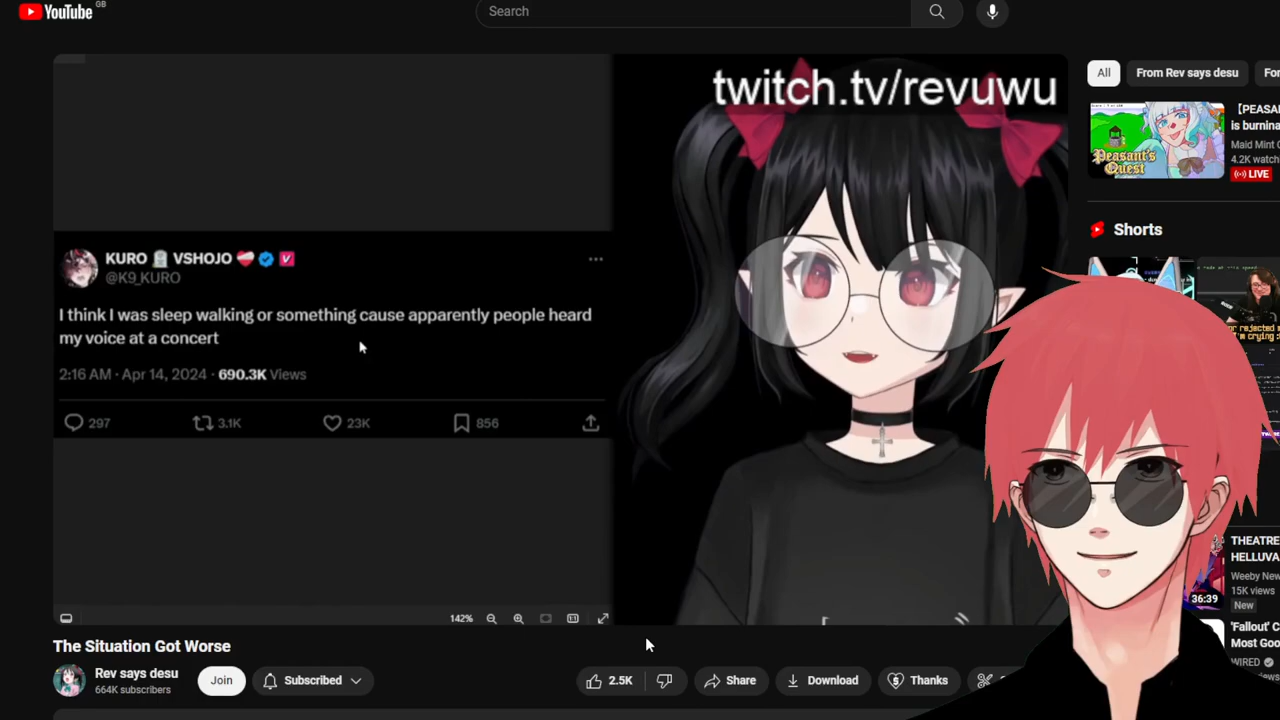 YouTube GB
Search
twitch.tv/revuwu
KURO VSHOJO
@K9_KURO
I think I was sleep walking or something cause apparently people heard
my voice at a concert
2:16 AM · Apr 14, 2024 · 690.3K Views
297 3.1K 23K 856
142%
The Situation Got Worse
Rev says desu
664K subscribers
Join
Subscribed
2.5K
Share
Download
Thanks
All
From Rev says desu
Peasant's Quest
is burnina
Maid Mint
4.2K watch
LIVE
Shorts
THEATRE
HELLUVA
Weeby New
15K views
New
36:39
'Fallout' C
Most Goo
WIRED